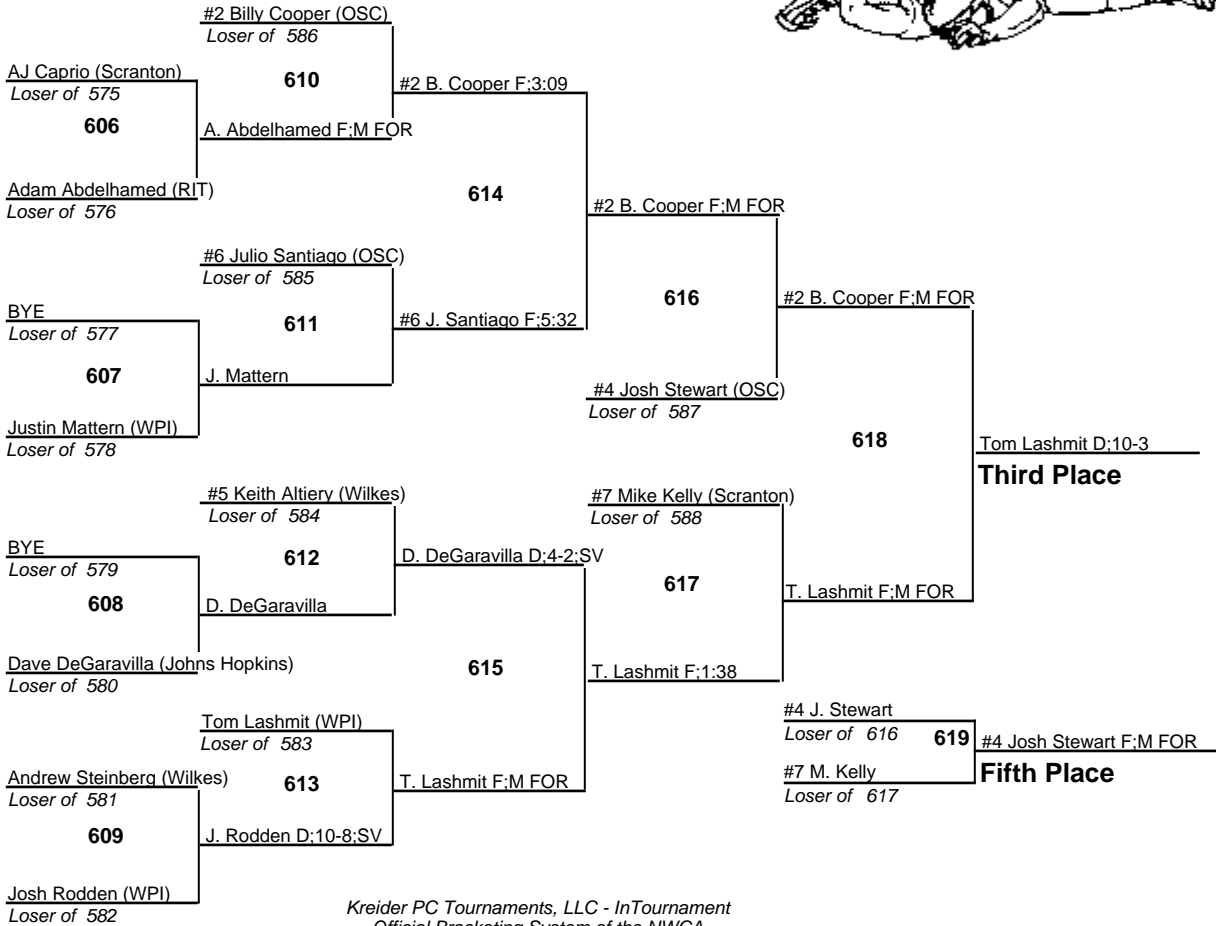 #2 Billy Cooper (OSC)
Loser of 586
AJ Caprio (Scranton)
Loser of 575
610
#2 B. Cooper F;3:09
606
A. Abdelhamed F;M FOR
Adam Abdelhamed (RIT)
Loser of 576
614
#2 B. Cooper F;M FOR
#6 Julio Santiago (OSC)
Loser of 585
616
#2 B. Cooper F;M FOR
BYE
Loser of 577
611
#6 J. Santiago F;5:32
607
J. Mattern
#4 Josh Stewart (OSC)
Loser of 587
Justin Mattern (WPI)
Loser of 578
618
Tom Lashmit D;10-3
Third Place
#5 Keith Altiery (Wilkes)
Loser of 584
#7 Mike Kelly (Scranton)
Loser of 588
BYE
Loser of 579
612
D. DeGaravilla D;4-2;SV
617
608
D. DeGaravilla
T. Lashmit F;M FOR
Dave DeGaravilla (Johns Hopkins)
Loser of 580
615
T. Lashmit F;1:38
Tom Lashmit (WPI)
Loser of 583
#4 J. Stewart
Loser of 616
619
#4 Josh Stewart F;M FOR
Fifth Place
#7 M. Kelly
Loser of 617
Andrew Steinberg (Wilkes)
Loser of 581
613
T. Lashmit F;M FOR
609
J. Rodden D;10-8;SV
Josh Rodden (WPI)
Loser of 582
Kreider PC Tournaments, LLC - InTournament
Official Bracketing System of the NWCA